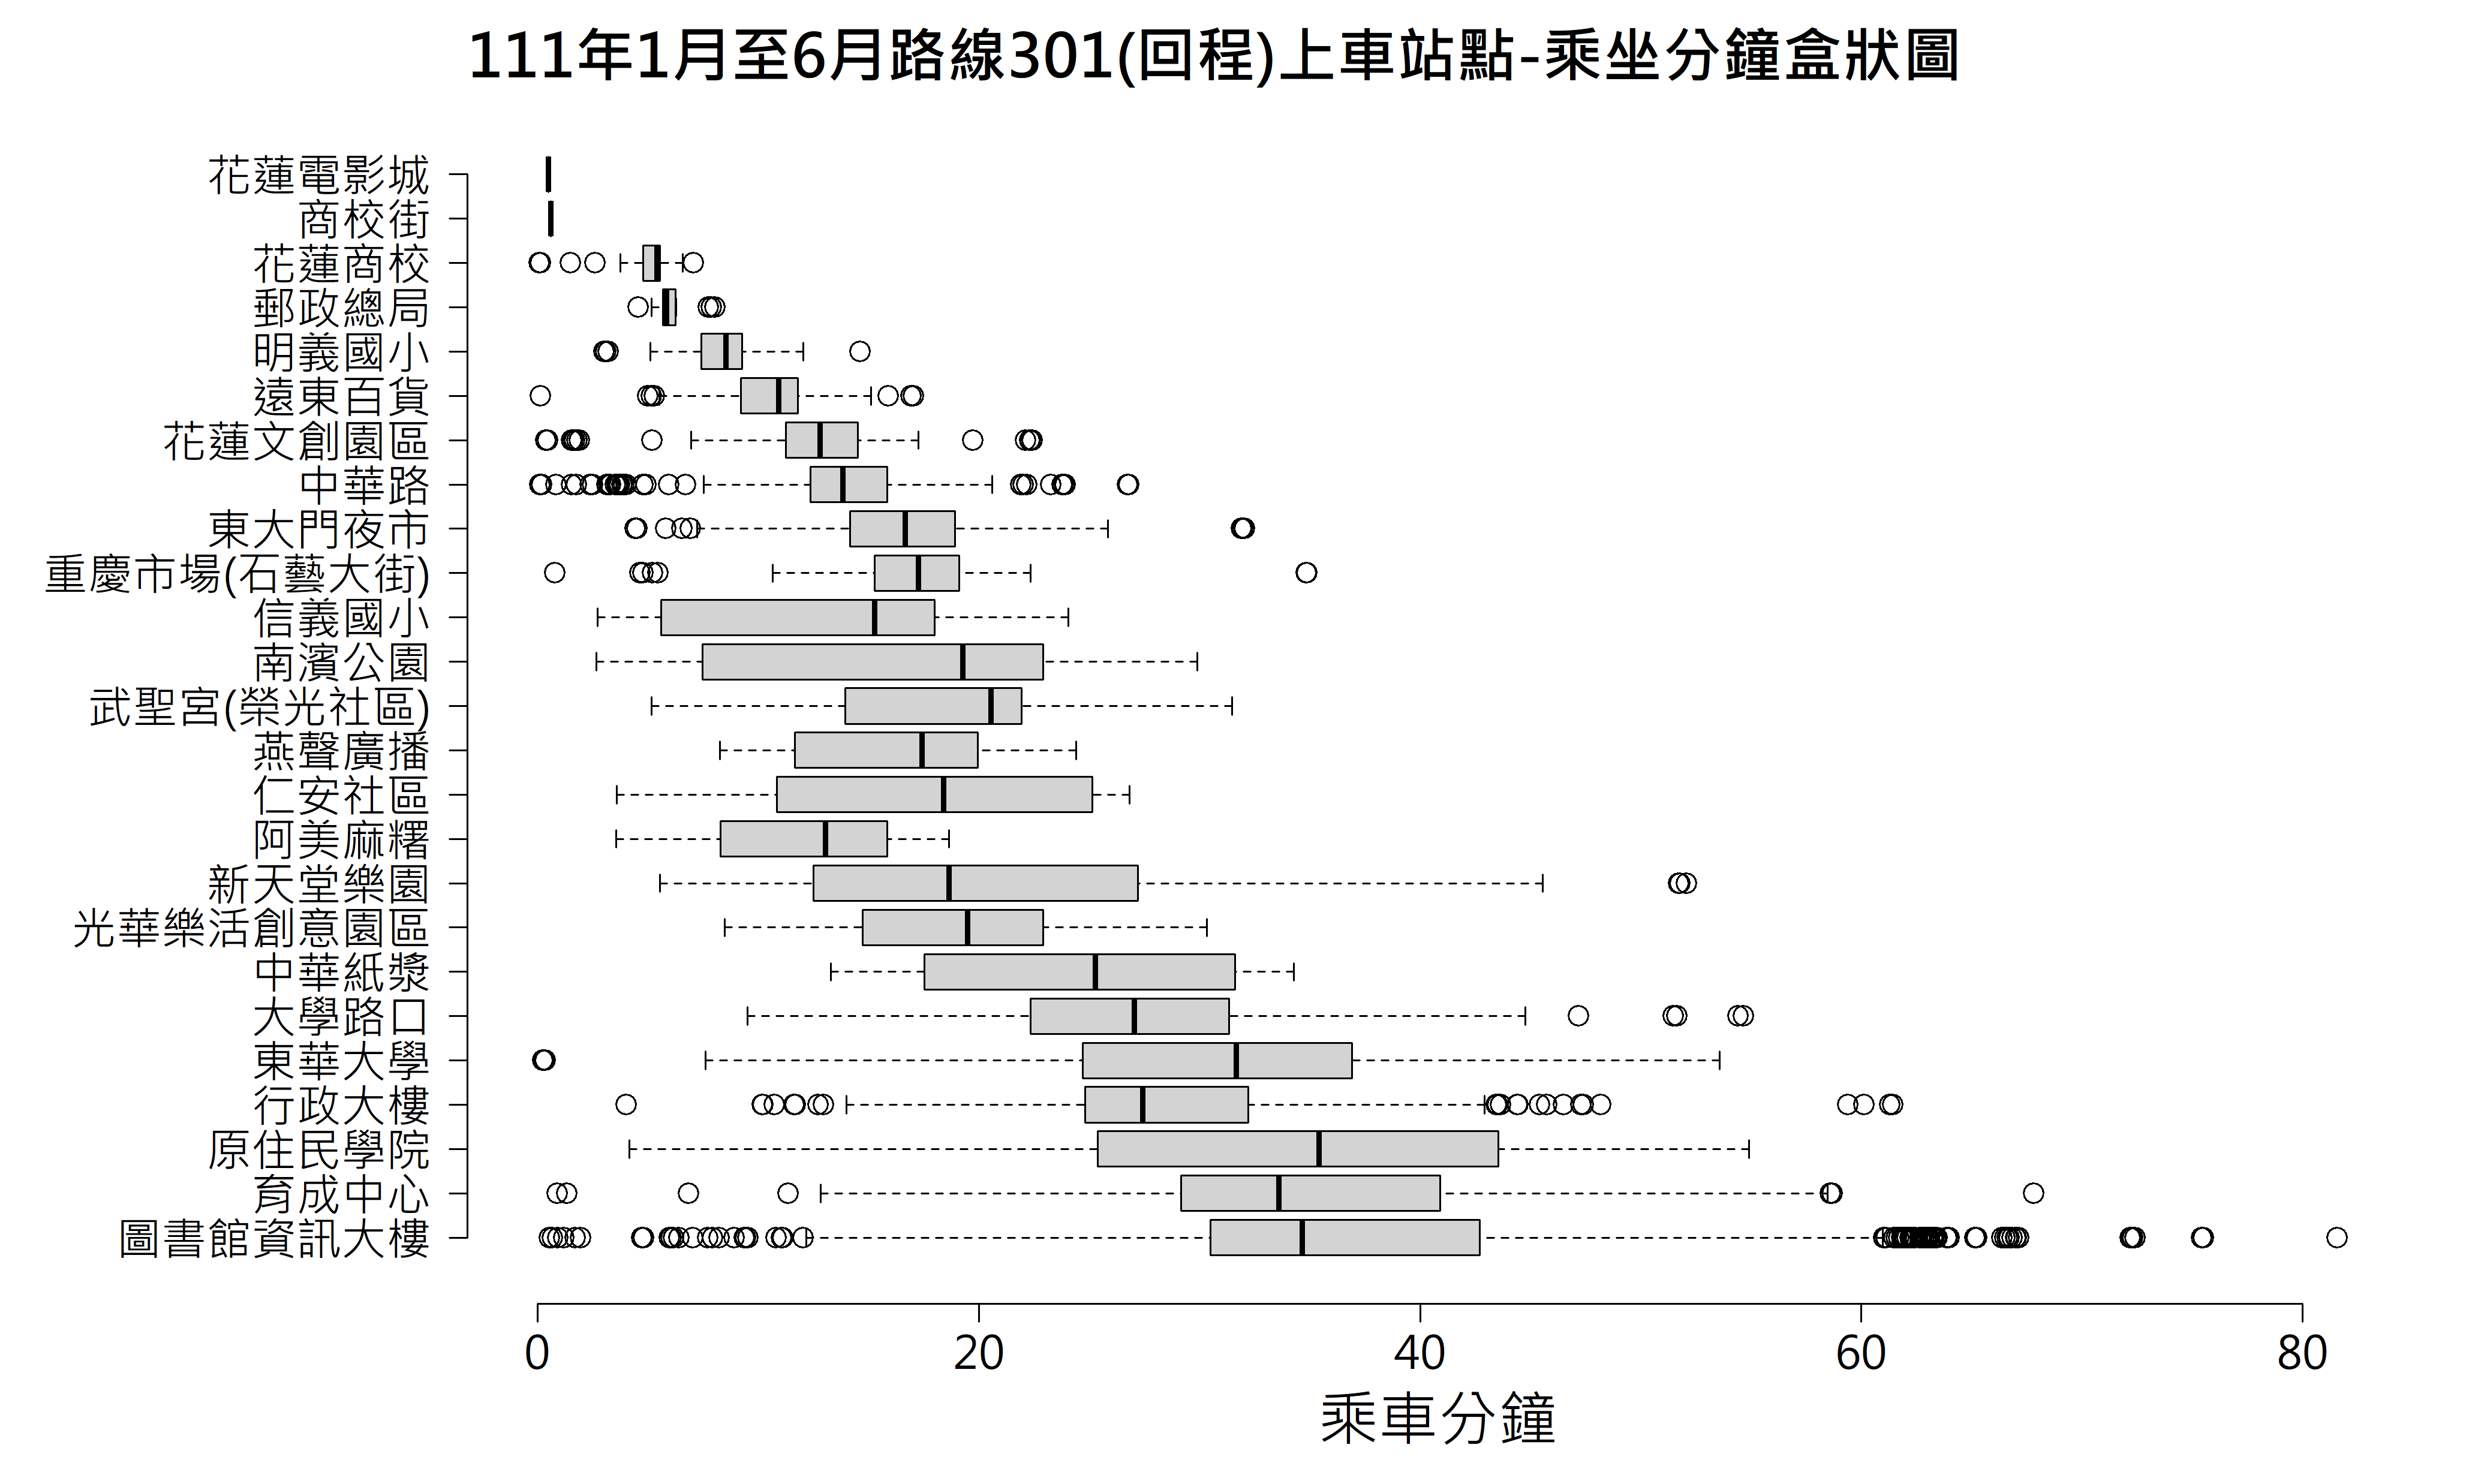 111年1月至6月路線301(回程)上車站點-乘坐分鐘盒狀圖
花蓮電影城
商校街
花蓮商校
郵政總局
明義國小
遠東百貨
花蓮文創園區
中華路
東大門夜市
重慶市場(石藝大街)
信義國小
南濱公園
武聖宮(榮光社區)
燕聲廣播
仁安社區
阿美麻糬
新天堂樂園
光華樂活創意園區
中華紙漿
大學路口
東華大學
行政大樓
原住民學院
育成中心
圖書館資訊大樓
0 20 40 60 80
乘車分鐘